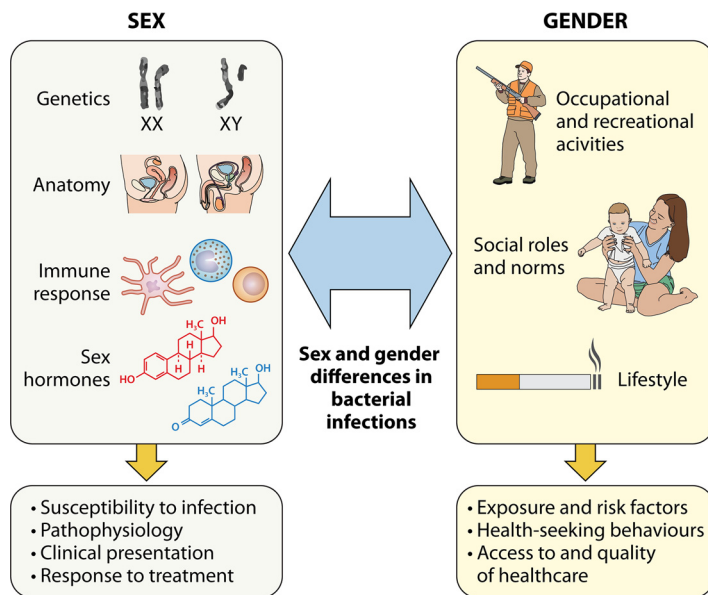 SEX
Genetics
XX
XY
Anatomy
Immune
response
Sex
hormones
H₃C
OH
H
H
H
HO
H₃C
OH
H₃C
O
• Susceptibility to infection
• Pathophysiology
• Clinical presentation
• Response to treatment
Sex and gender
differences in
bacterial
infections
GENDER
Occupational
and recreational
acivities
Social roles
and norms
Lifestyle
• Exposure and risk factors
• Health-seeking behaviours
• Access to and quality
of healthcare